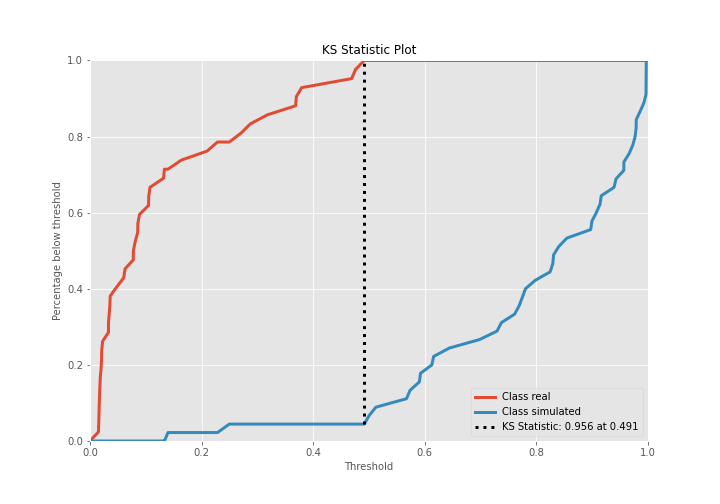 KS Statistic Plot
1.0
0.8
0.6
0.4
0.2
0.0
Percentage below threshold
0.0 0.2 0.4 0.6 0.8 1.0
Threshold
Class real
Class simulated
KS Statistic: 0.956 at 0.491